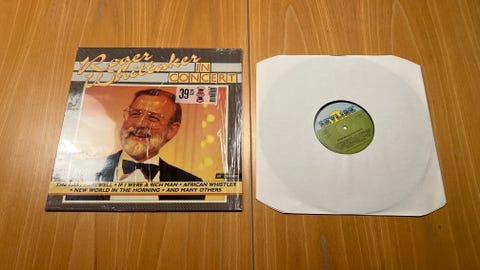 Roger
Whittaker
IN
CONCERT
39
THE LAST FAREWELL • IF I WERE A RICH MAN • AFRICAN WHISTLER
• NEW WORLD IN THE MORNING • AND MANY OTHERS
SKYLINE